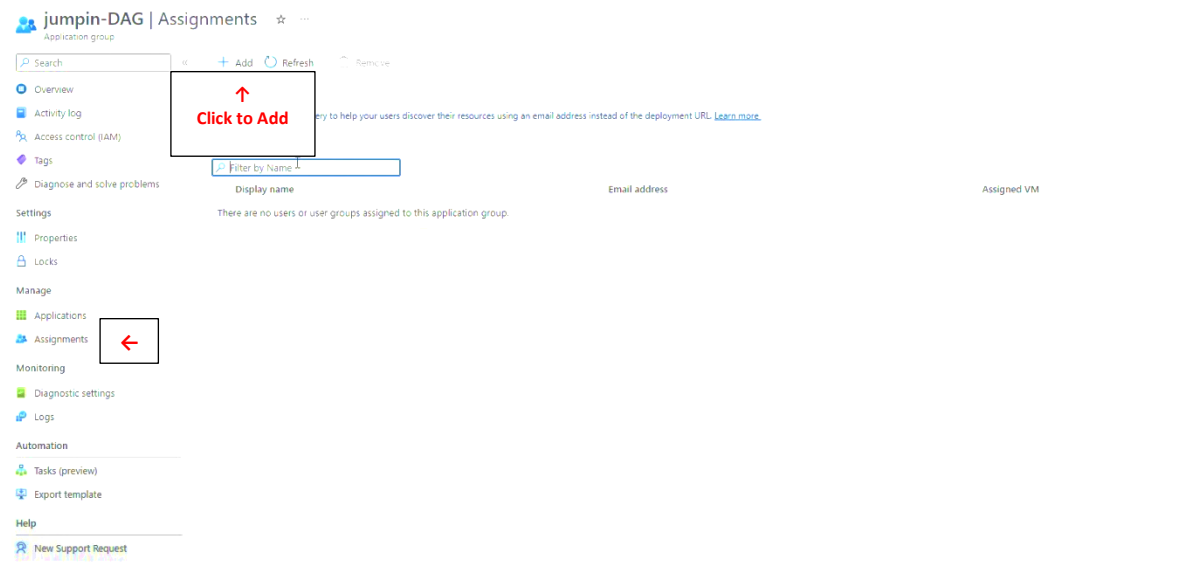 jumpin-DAG | Assignments
Application group
Search
Add Refresh Remove
Overview
Activity log
Access control (IAM)
Tags
Diagnose and solve problems
Settings
Properties
Locks
Manage
Applications
Assignments
Monitoring
Diagnostic settings
Logs
Automation
Tasks (preview)
Export template
Help
New Support Request
↑
Click to Add
to help your users discover their resources using an email address instead of the deployment URL. Learn more
Filter by Name
Display name Email address Assigned VM
There are no users or user groups assigned to this application group.
←